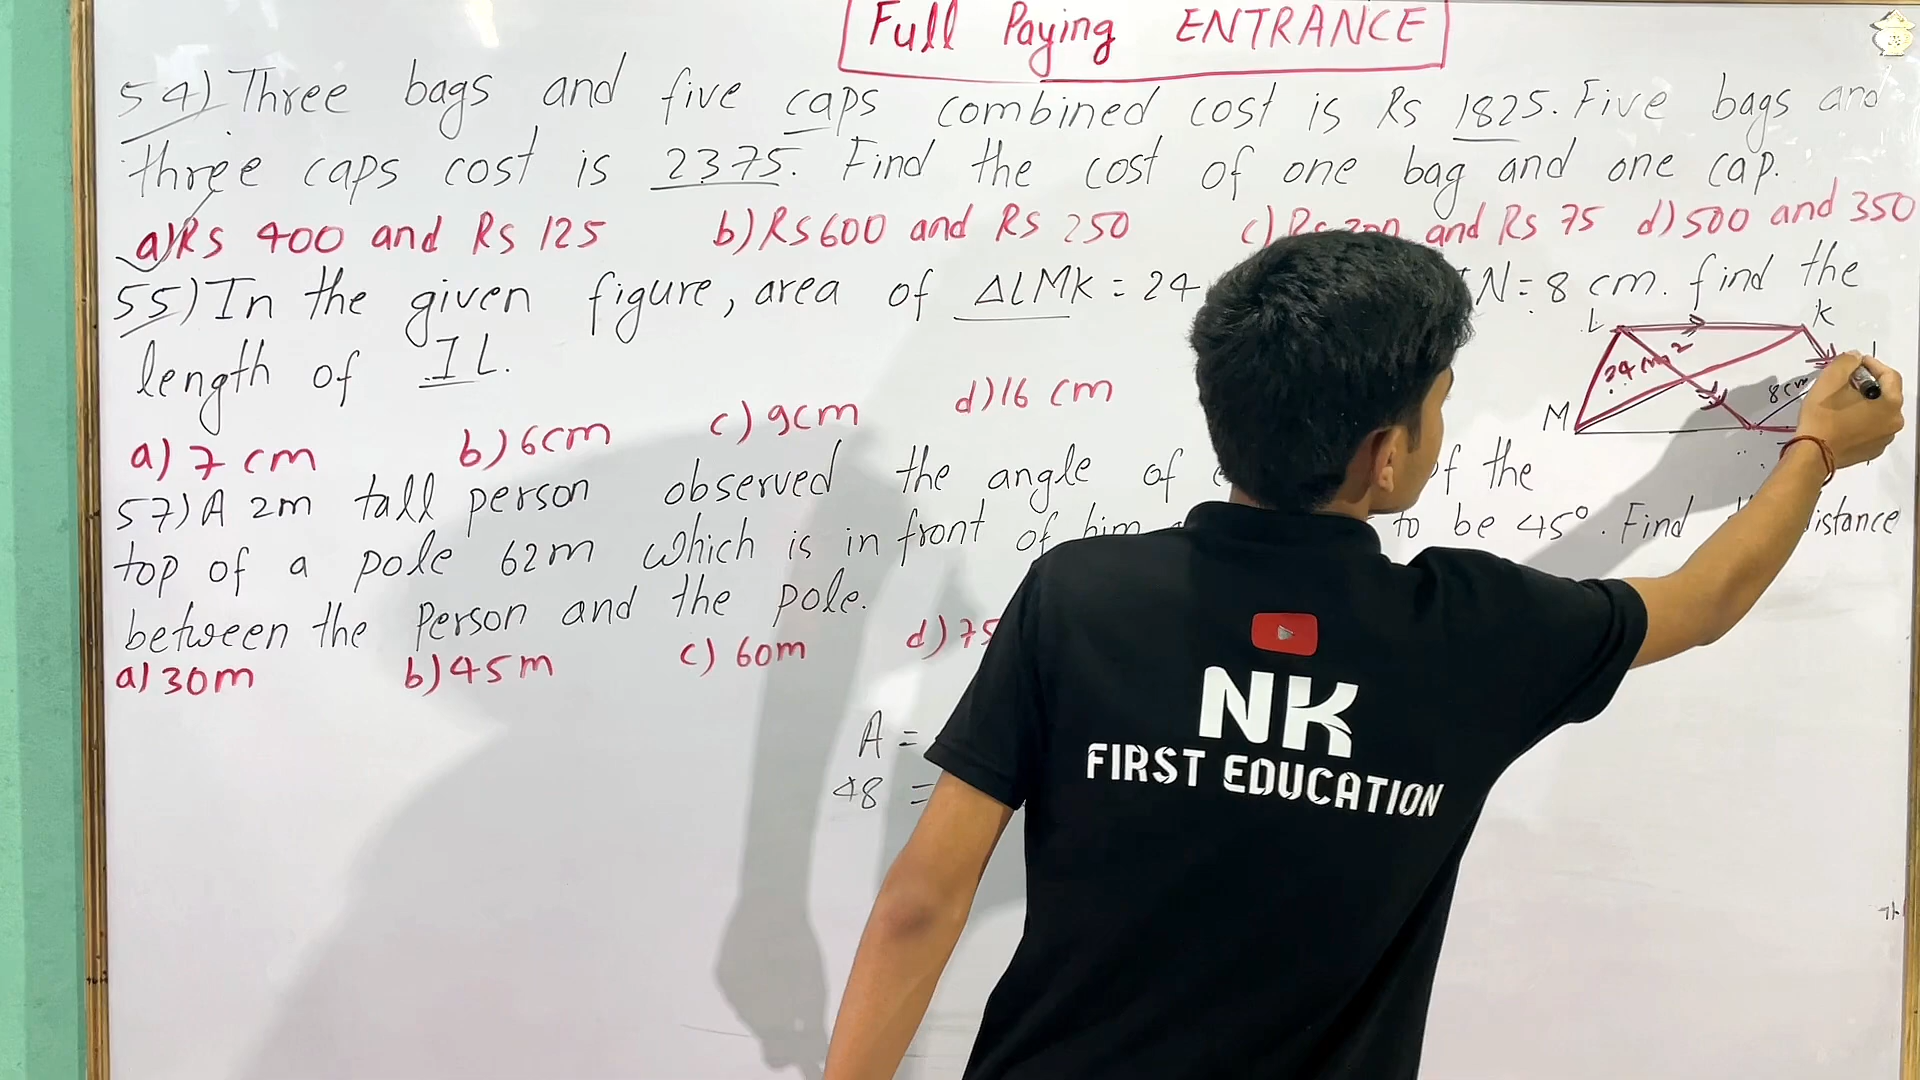 Full Paying ENTRANCE
54) Three bags and five caps combined cost is Rs 1825. Five bags and
three caps cost is 2375. Find the cost of one bag and one cap.
a) Rs 400 and Rs 125 b) Rs 600 and Rs 250 c) Rs and Rs 75 d) 500 and 350
55) In the given figure, area of ΔLMK = 24 N = 8 cm. find the
length of IL.
L K
24 cm2
8cm
M
a) 7 cm b) 6cm c) 9cm d) 16 cm
57) A 2m tall person observed the angle of of the
top of a pole 62m which is in front of him to be 45°. Find distance
between the Person and the pole.
a) 30m b) 45m c) 60m d) 75
A =
48 =
NK
FIRST EDUCATION